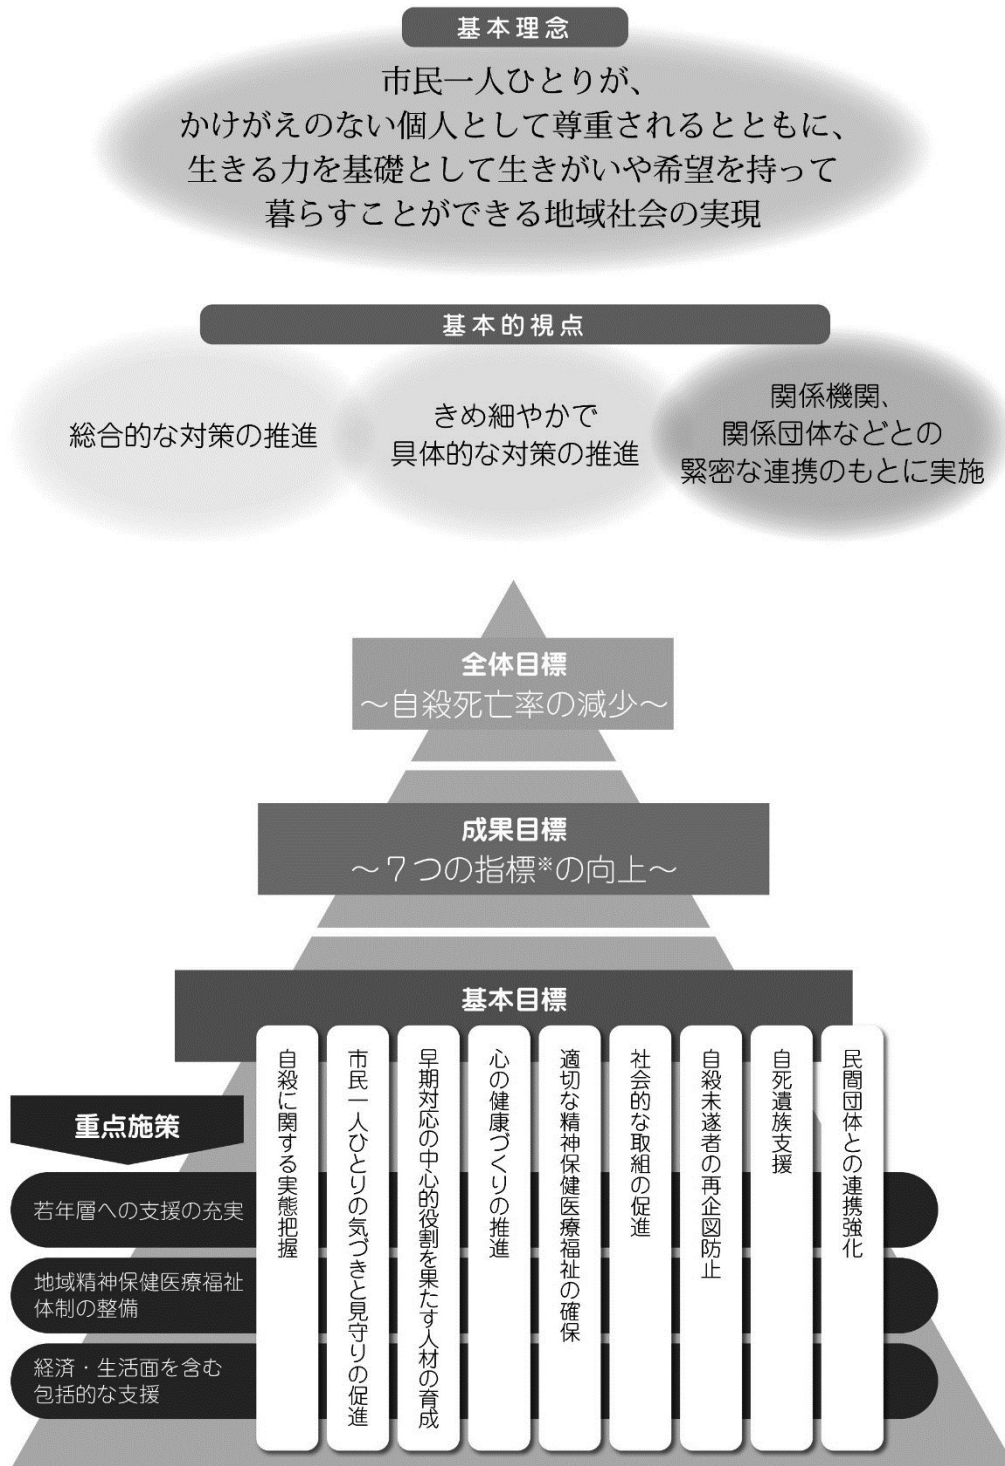 基本理念
市民一人ひとりが、
かけがえのない個人として尊重されるとともに、
生きる力を基礎として生きがいや希望を持って
暮らすことができる地域社会の実現
基本的視点
総合的な対策の推進
きめ細やかで
具体的な対策の推進
関係機関、
関係団体などとの
緊密な連携のもとに実施
全体目標
～自殺死亡率の減少～
成果目標
～７つの指標※の向上～
基本目標
自殺に関する実態把握
市民一人ひとりの気づきと見守りの促進
早期対応の中心的役割を果たす人材の育成
心の健康づくりの推進
適切な精神保健医療福祉の確保
社会的な取組の促進
自殺未遂者の再企図防止
自死遺族支援
民間団体との連携強化
重点施策
若年層への支援の充実
地域精神保健医療福祉
体制の整備
経済・生活面を含む
包括的な支援